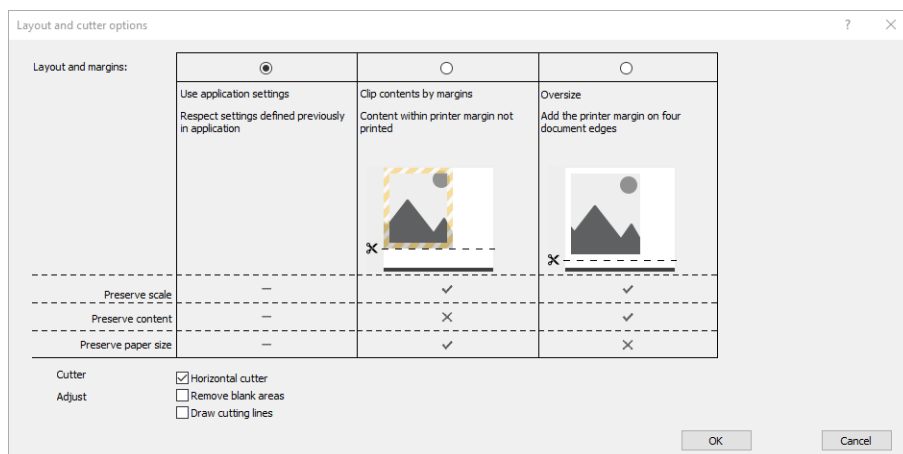 Layout and cutter options
Layout and margins:
Use application settings
Respect settings defined previously
in application
Clip contents by margins
Content within printer margin not
printed
Oversize
Add the printer margin on four
document edges
Preserve scale
Preserve content
Preserve paper size
Cutter
Horizontal cutter
Adjust
Remove blank areas
Draw cutting lines
OK
Cancel